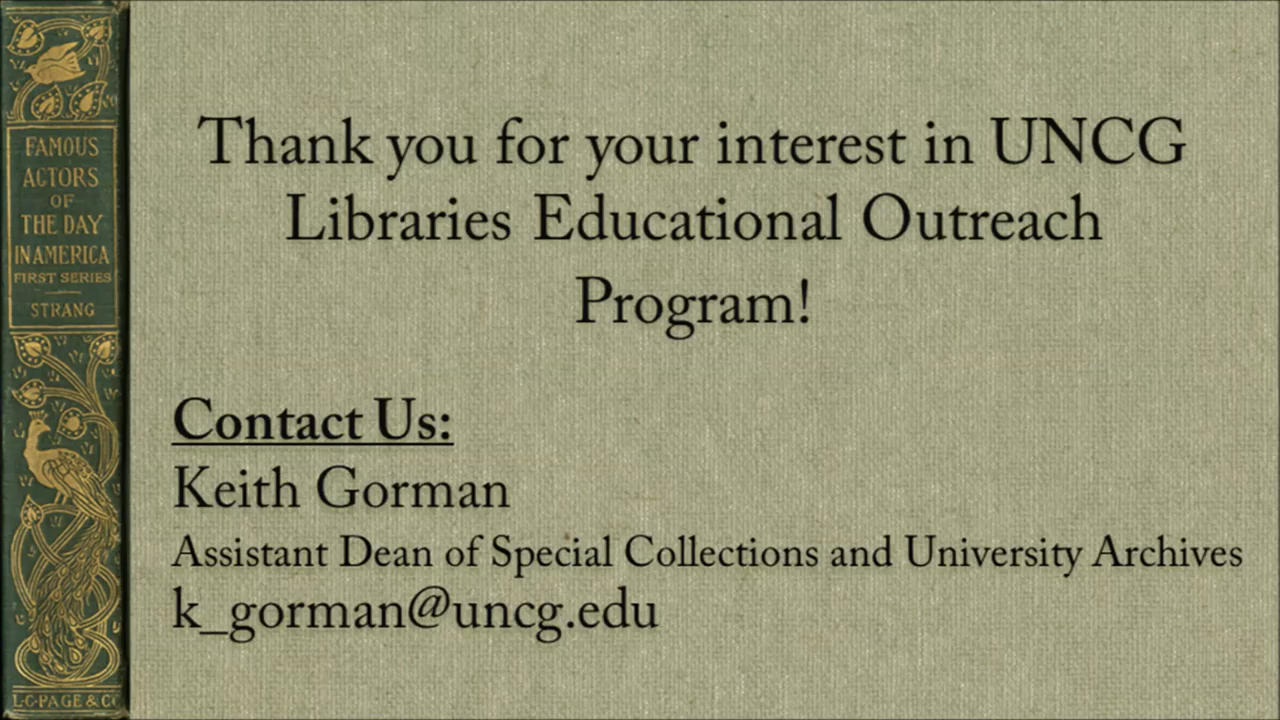 FAMOUS
ACTORS
OF
THE DAY
IN AMERICA
FIRST SERIES
STRANG
L·C·PAGE & CO
Thank you for your interest in UNCG
Libraries Educational Outreach
Program!
Contact Us:
Keith Gorman
Assistant Dean of Special Collections and University Archives
k_gorman@uncg.edu